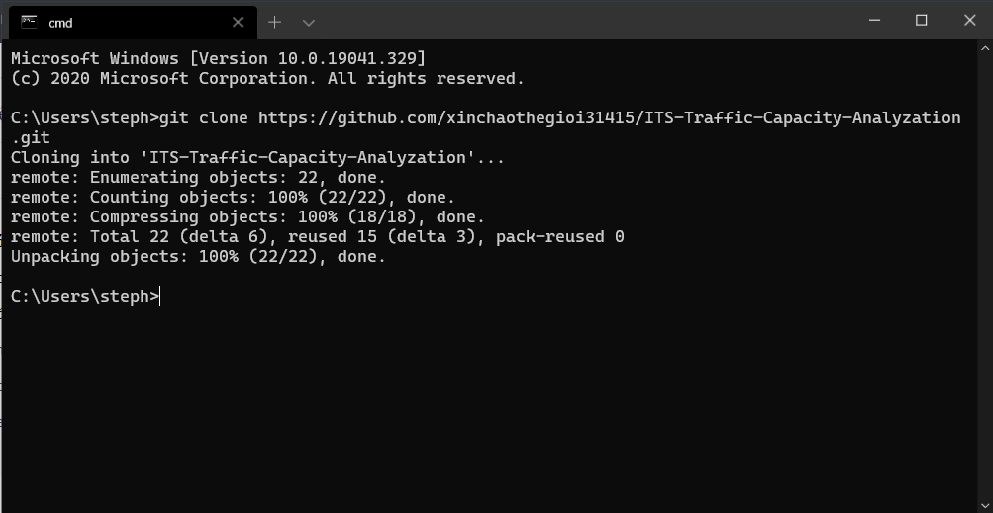 cmd
Microsoft Windows [Version 10.0.19041.329]
(c) 2020 Microsoft Corporation. All rights reserved.
C:\Users\steph>git clone https://github.com/xinchaothegioi31415/ITS-Traffic-Capacity-Analyzation
.git
Cloning into 'ITS-Traffic-Capacity-Analyzation'...
remote: Enumerating objects: 22, done.
remote: Counting objects: 100% (22/22), done.
remote: Compressing objects: 100% (18/18), done.
remote: Total 22 (delta 6), reused 15 (delta 3), pack-reused 0
Unpacking objects: 100% (22/22), done.
C:\Users\steph>